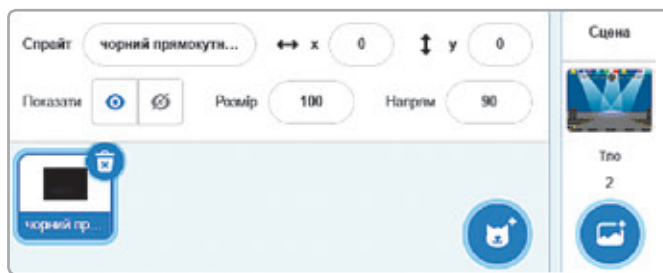 Спрайт чорний прямокутн... x 0 y 0
Показати Розмір 100 Напрям 90
чорний пр...
Сцена
Тло
2